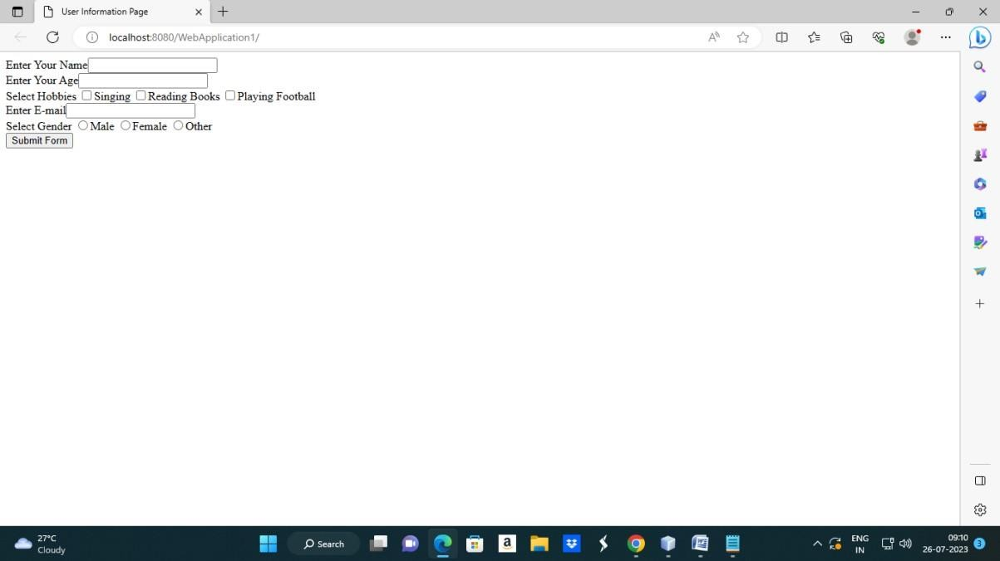 User Information Page
localhost:8080/WebApplication1/
Enter Your Name
Enter Your Age
Select Hobbies Singing Reading Books Playing Football
Enter E-mail
Select Gender Male Female Other
Submit Form
27°C
Cloudy
Search
ENG
IN
09:10
26-07-2023
3